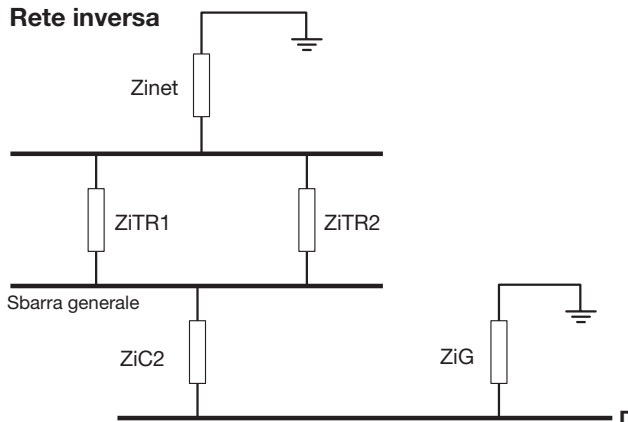 Rete inversa
Zinet
ZiTR1
ZiTR2
Sbarra generale
ZiC2
ZiG